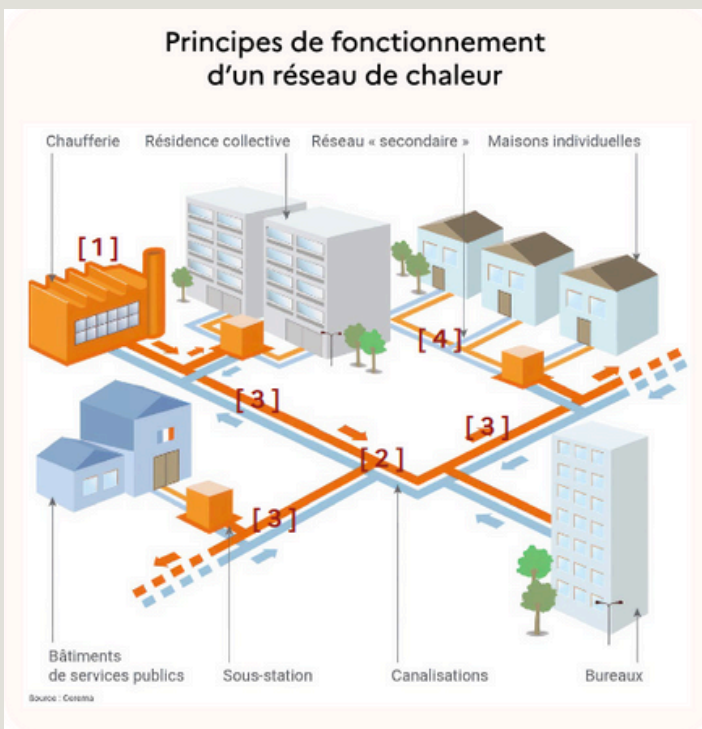 Principes de fonctionnement
d’un réseau de chaleur
Chaufferie Résidence collective Réseau « secondaire » Maisons individuelles
[ 1 ]
[ 4 ]
[ 3 ]
[ 3 ]
[ 2 ]
[ 3 ]
Bâtiments
de services publics Sous-station Canalisations Bureaux
Source : Cerema